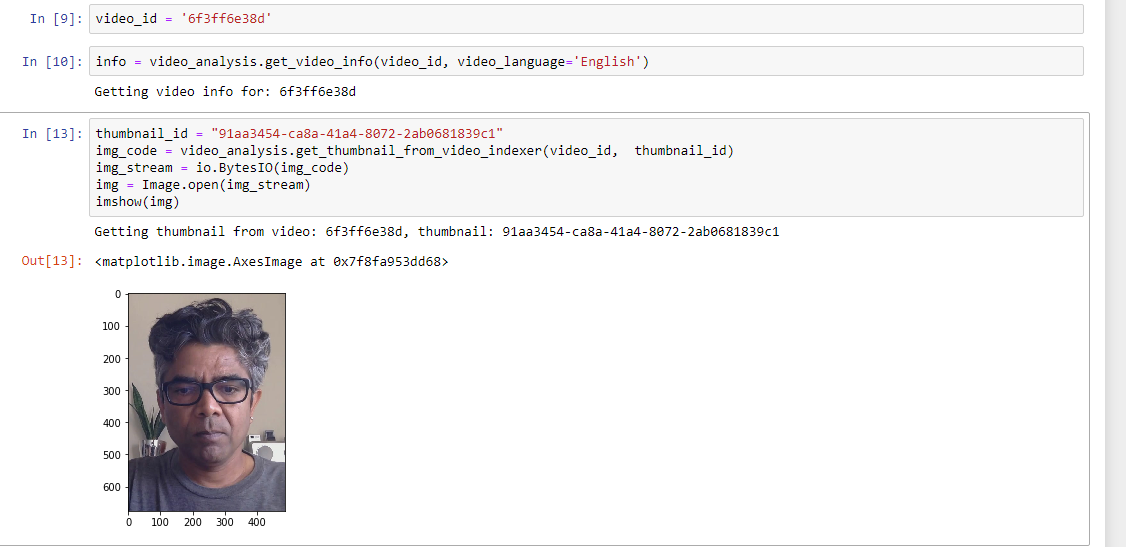 In [9]: video_id = '6f3ff6e38d'
In [10]: info = video_analysis.get_video_info(video_id, video_language='English')
Getting video info for: 6f3ff6e38d
In [13]: thumbnail_id = "91aa3454-ca8a-41a4-8072-2ab0681839c1"
img_code = video_analysis.get_thumbnail_from_video_indexer(video_id,  thumbnail_id)
img_stream = io.BytesIO(img_code)
img = Image.open(img_stream)
imshow(img)
Getting thumbnail from video: 6f3ff6e38d, thumbnail: 91aa3454-ca8a-41a4-8072-2ab0681839c1
Out[13]: <matplotlib.image.AxesImage at 0x7f8fa953dd68>
0
100
200
300
400
500
600
0 100 200 300 400